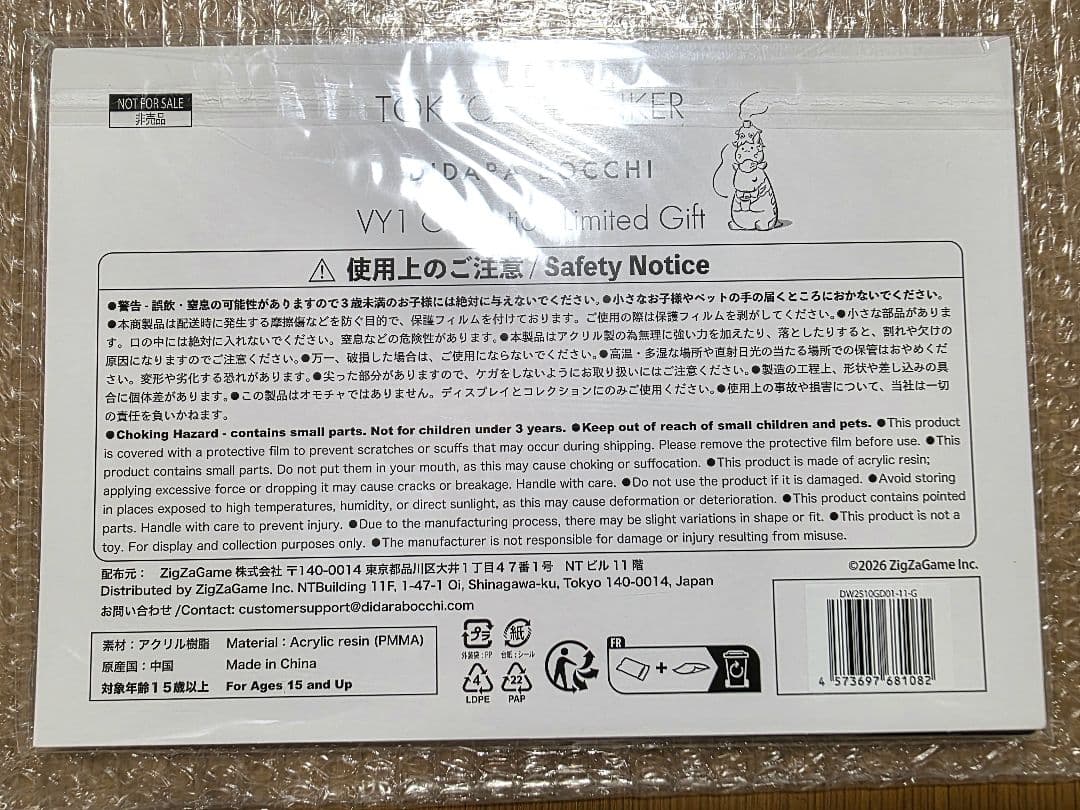 NOT FOR SALE
非売品
DIDARA BOCCHI
VY1 Limited Gift
使用上のご注意 / Safety Notice
●警告 - 誤飲・窒息の可能性がありますので３歳未満のお子様には絶対に与えないでください。●小さなお子様やペットの手の届くところにおかないでください。
●本商製品は配送時に発生する摩擦傷などを防ぐ目的で、保護フィルムを付けております。ご使用の際は保護フィルムを剥がしてください。●小さな部品がありま
す。口の中には絶対に入れないでください。窒息などの危険性があります。●本製品はアクリル製の為無理に強い力を加えたり、落としたりすると、割れや欠けの
原因になりますのでご注意ください。●万一、破損した場合は、ご使用にならないでください。●高温・多湿な場所や直射日光の当たる場所での保管はおやめくだ
さい。変形や劣化する恐れがあります。●尖った部分がありますので、ケガをしないようにお取り扱いにはご注意ください。●製造の工程上、形状や差し込みの具
合に個体差があります。●この製品はオモチャではありません。ディスプレイとコレクションにのみご使用ください。●使用上の事故や損害について、当社は一切
の責任を負いかねます。
●Choking Hazard - contains small parts. Not for children under 3 years. ●Keep out of reach of small children and pets. ●This product
is covered with a protective film to prevent scratches or scuffs that may occur during shipping. Please remove the protective film before use. ●This
product contains small parts. Do not put them in your mouth, as this may cause choking or suffocation. ●This product is made of acrylic resin;
applying excessive force or dropping it may cause cracks or breakage. Handle with care. ●Do not use the product if it is damaged. ●Avoid storing
in places exposed to high temperatures, humidity, or direct sunlight, as this may cause deformation or deterioration. ●This product contains pointed
parts. Handle with care to prevent injury. ●Due to the manufacturing process, there may be slight variations in shape or fit. ●This product is not a
toy. For display and collection purposes only. ●The manufacturer is not responsible for damage or injury resulting from misuse.
配布元： ZigZaGame 株式会社 〒140-0014 東京都品川区大井１丁目４７番１号 NT ビル 11 階
©2026 ZigZaGame Inc.
Distributed by ZigZaGame Inc. NTBuilding 11F, 1-47-1 Oi, Shinagawa-ku, Tokyo 140-0014, Japan
お問い合わせ /Contact: customersupport@didarabocchi.com
素材：アクリル樹脂 Material : Acrylic resin (PMMA)
原産国：中国 Made in China
対象年齢１５歳以上 For Ages 15 and Up
プラ
外装袋：PP
紙
台紙：シール
4
LDPE
22
PAP
FR
DW2510GD01-11-G
4 573697 681082